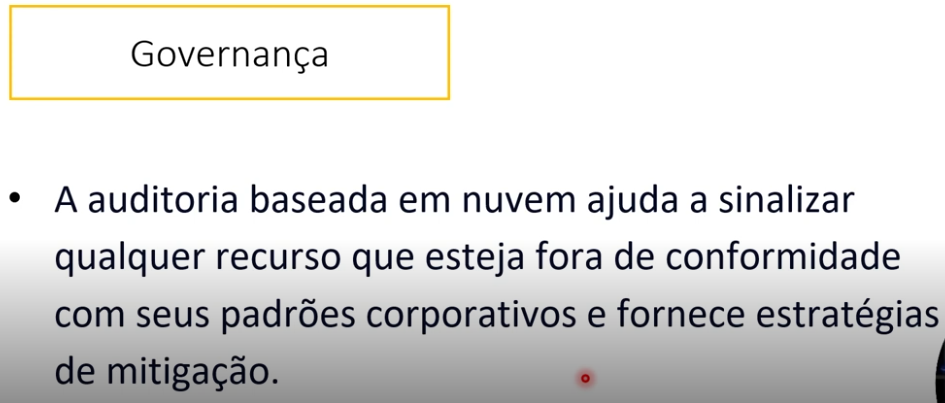 Governança
• A auditoria baseada em nuvem ajuda a sinalizar
qualquer recurso que esteja fora de conformidade
com seus padrões corporativos e fornece estratégias
de mitigação.